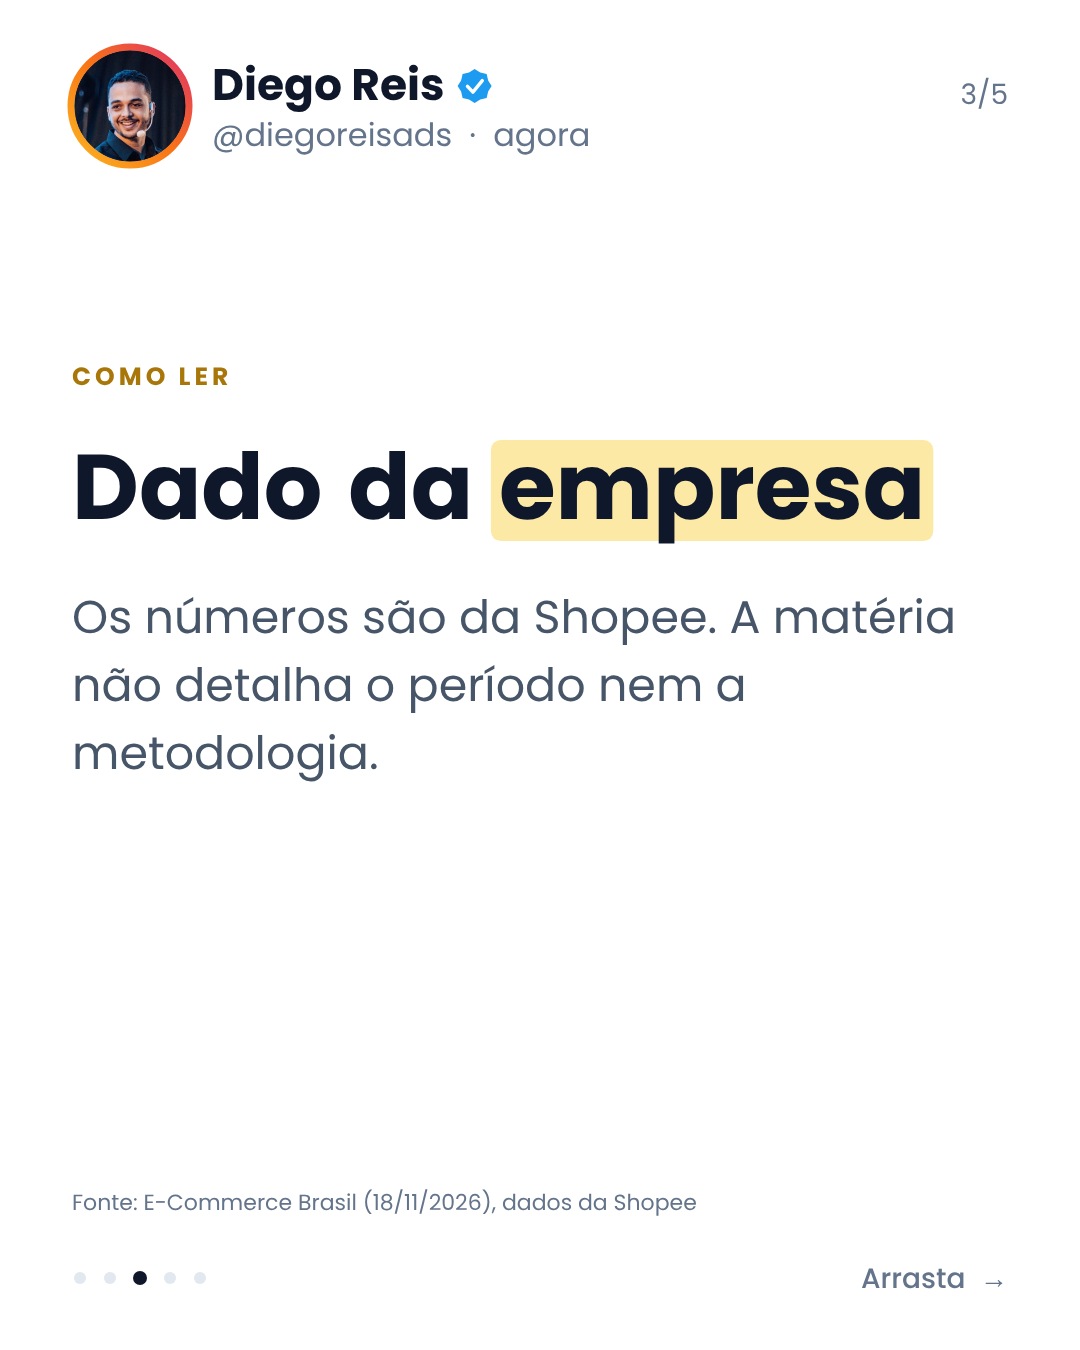 Diego Reis
@diegoreisads · agora
3/5
COMO LER
Dado da empresa
Os números são da Shopee. A matéria
não detalha o período nem a
metodologia.
Fonte: E-Commerce Brasil (18/11/2026), dados da Shopee
Arrasta →